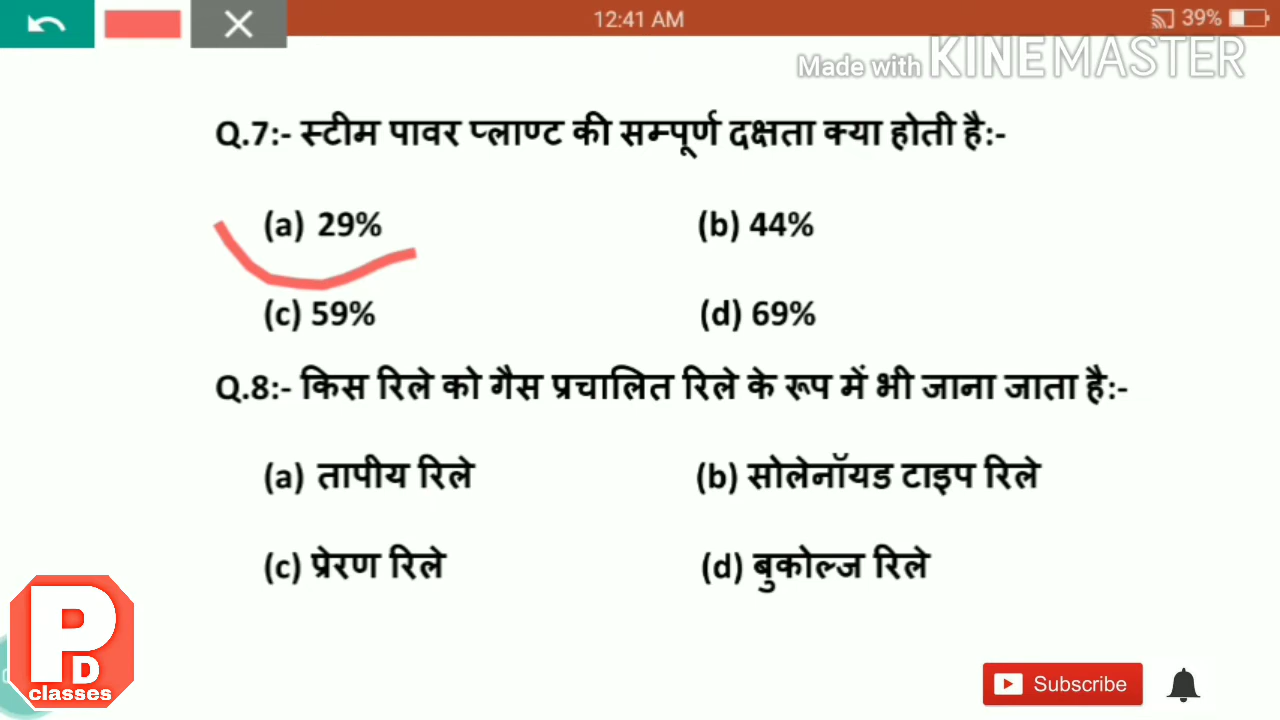 12:41 AM
39%
Made with KINEMASTER
Q.7:- स्टीम पावर प्लाण्ट की सम्पूर्ण दक्षता क्या होती है:-
(a) 29% (b) 44%
(c) 59% (d) 69%
Q.8:- किस रिले को गैस प्रचालित रिले के रूप में भी जाना जाता है:-
(a) तापीय रिले (b) सोलेनॉयड टाइप रिले
(c) प्रेरण रिले (d) बुकोल्ज रिले
PD
classes
Subscribe